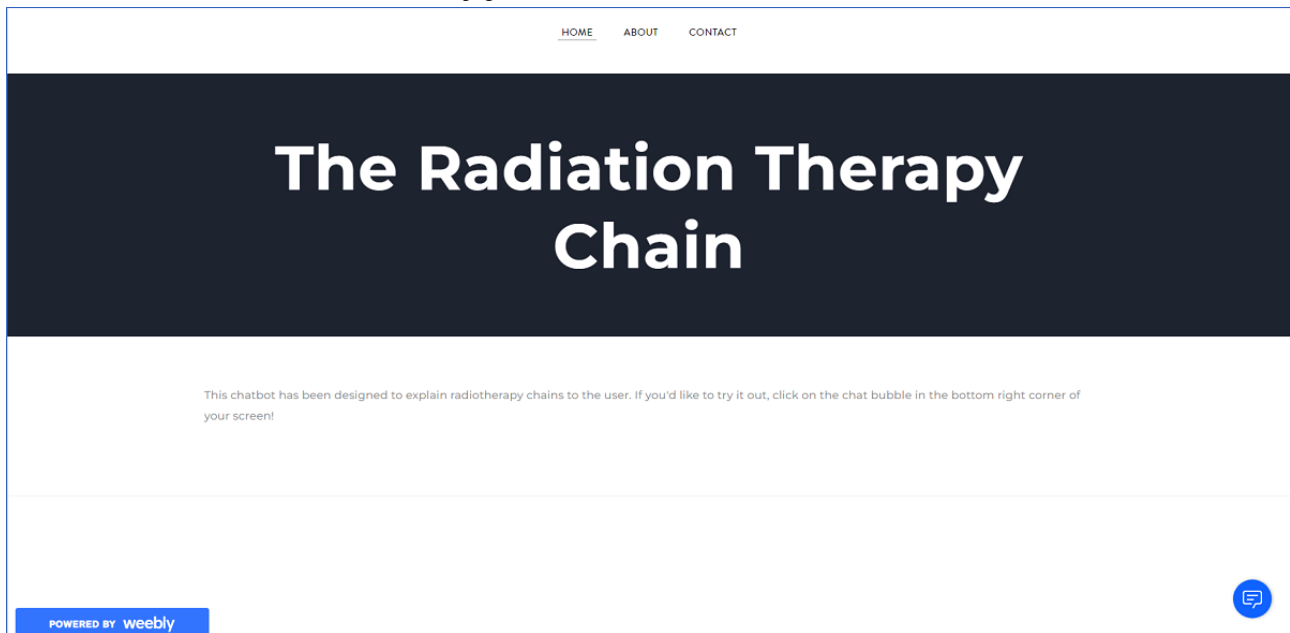 HOME ABOUT CONTACT
The Radiation Therapy
Chain
This chatbot has been designed to explain radiotherapy chains to the user. If you'd like to try it out, click on the chat bubble in the bottom right corner of
your screen!
POWERED BY weebly